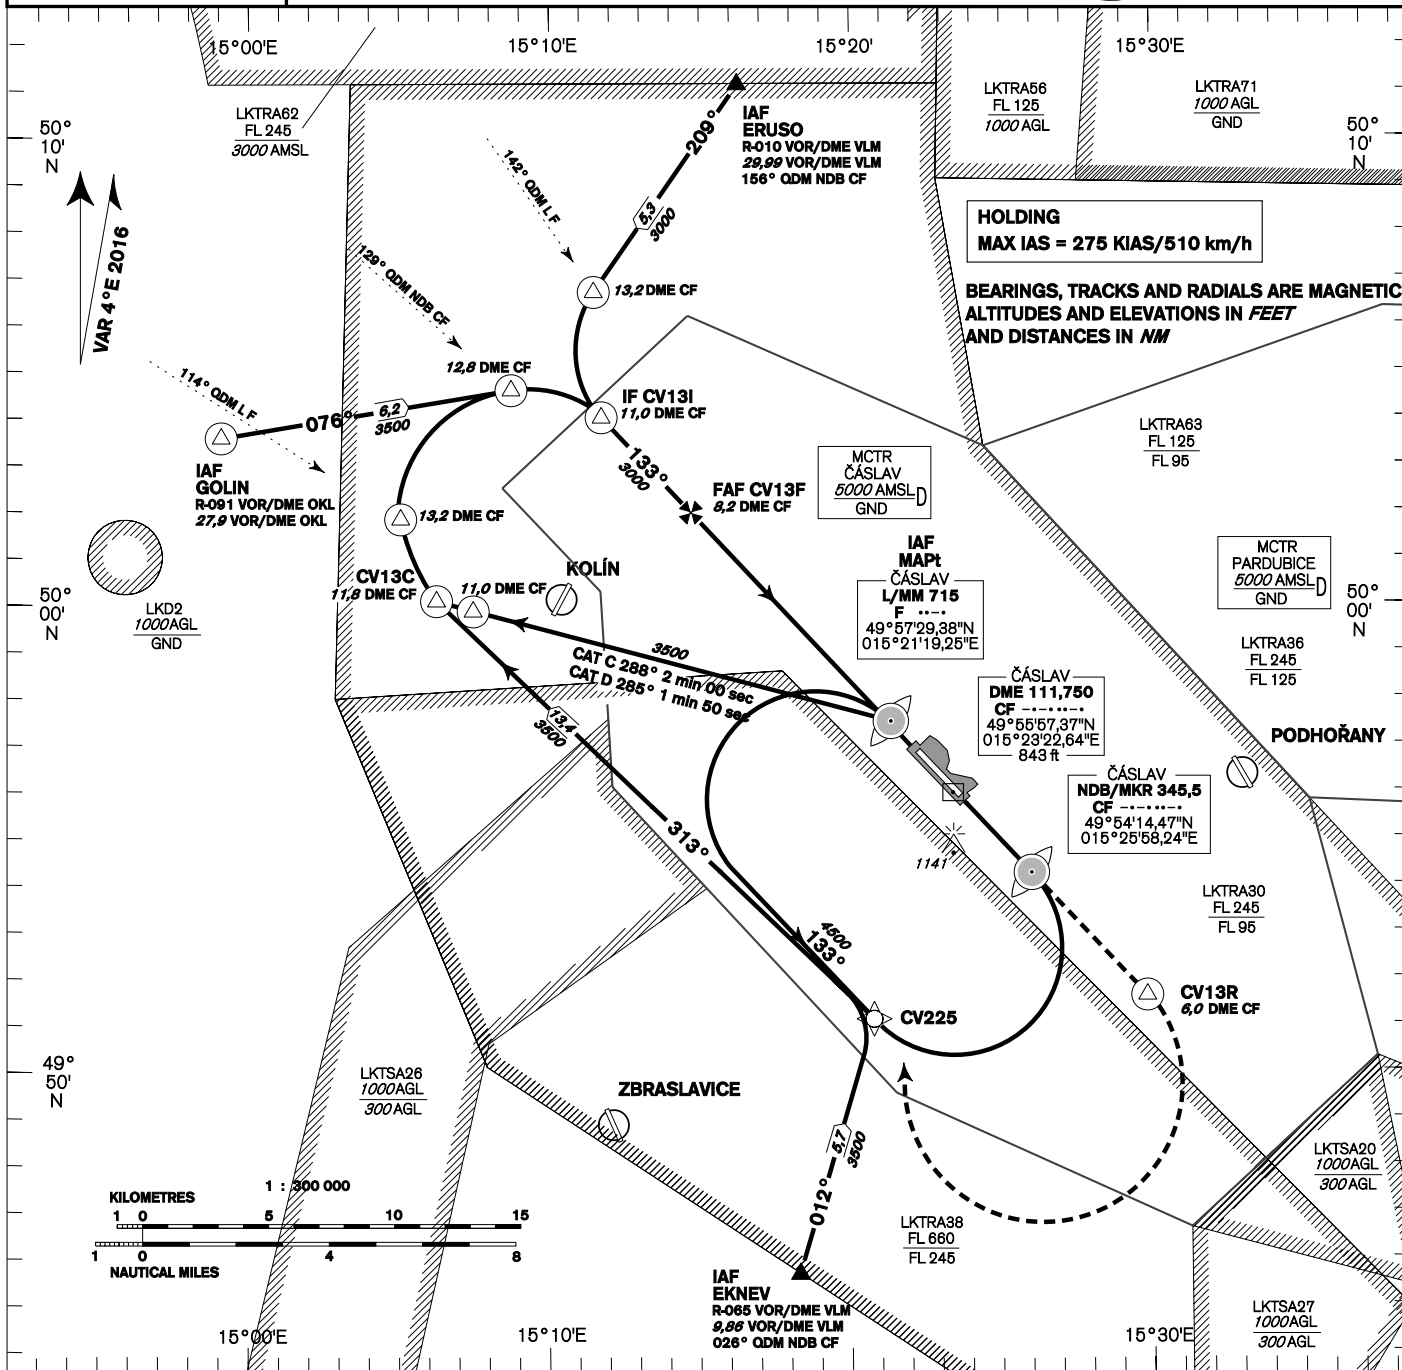 15°00'E
15°10'E
15°20'E
15°30'E
LKTRA62
FL 245
3000 AMSL
LKTRA56
FL 125
1000 AGL
LKTRA71
1000 AGL
GND
50°
10'
N
50°
10'
N
209°
IAF
ERUSO
R-010 VOR/DME VLM
29,99 VOR/DME VLM
156° QDM NDB CF
142° QDM L F
5,3
3000
HOLDING
MAX IAS = 275 KIAS/510 km/h
VAR 4°E 2016
129° QDM NDB CF
13,2 DME CF
BEARINGS, TRACKS AND RADIALS ARE MAGNETIC
ALTITUDES AND ELEVATIONS IN FEET
AND DISTANCES IN NM
12,8 DME CF
114° QDM L F
076°
6,2
3500
IF CV13I
11,0 DME CF
LKTRA63
FL 125
FL 95
IAF
GOLIN
R-091 VOR/DME OKL
27,9 VOR/DME OKL
133°
3000
MCTR
ČÁSLAV
5000 AMSL
GND
D
FAF CV13F
8,2 DME CF
13,2 DME CF
IAF
MAPt
ČÁSLAV
L/MM 715
F ··-·
49°57'29,38"N
015°21'19,25"E
MCTR
PARDUBICE
5000 AMSL
GND
D
KOLÍN
CV13C
11,8 DME CF
11,0 DME CF
LKD2
1000 AGL
GND
50°
00'
N
50°
00'
N
LKTRA36
FL 245
FL 125
3500
CAT C 288° 2 min 00 sec
CAT D 285° 1 min 50 sec
ČÁSLAV
DME 111,750
CF -·-· ··-·
49°55'57,37"N
015°23'22,64"E
843 ft
13,4
3500
PODHOŘANY
ČÁSLAV
NDB/MKR 345,5
CF -·-· ··-·
49°54'14,47"N
015°25'58,24"E
313°
1141
LKTRA30
FL 245
FL 95
4500
133°
CV225
CV13R
6,0 DME CF
49°
50'
N
LKTSA26
1000 AGL
300 AGL
ZBRASLAVICE
5,7
3500
LKTSA20
1000 AGL
300 AGL
1 : 300 000
KILOMETRES
1 0 5 10 15
1 0 4 8
NAUTICAL MILES
012°
LKTRA38
FL 660
FL 245
IAF
EKNEV
R-065 VOR/DME VLM
9,86 VOR/DME VLM
026° QDM NDB CF
LKTSA27
1000 AGL
300 AGL
15°00'E
15°10'E
15°30'E